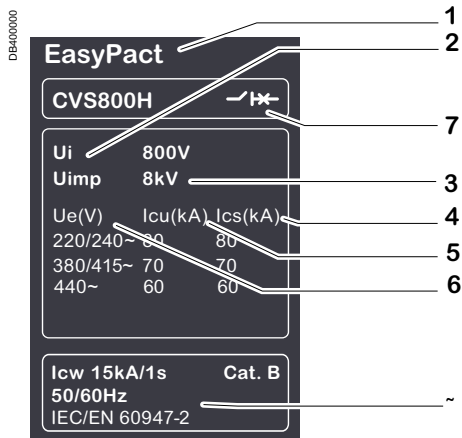 DB400000
EasyPact
CVS800H
Ui 800V
Uimp 8kV
Ue(V) Icu(kA) Ics(kA)
220/240~ 80 80
380/415~ 70 70
440~ 60 60
Icw 15kA/1s Cat. B
50/60Hz
IEC/EN 60947-2
1
2
7
3
4
5
6
~